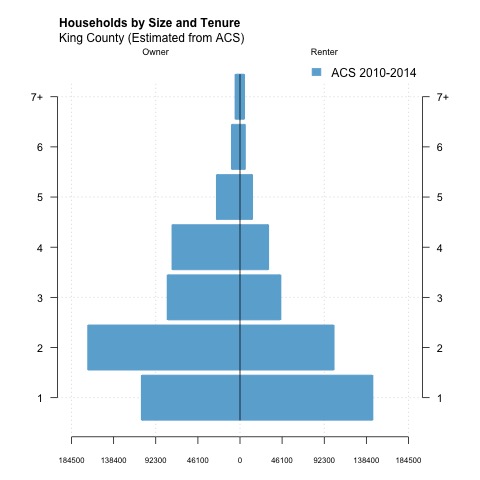 Households by Size and Tenure
King County (Estimated from ACS)
Owner Renter
ACS 2010-2014
7+ 7+
6 6
5 5
4 4
3 3
2 2
1 1
184500 138400 92300 46100 0 46100 92300 138400 184500